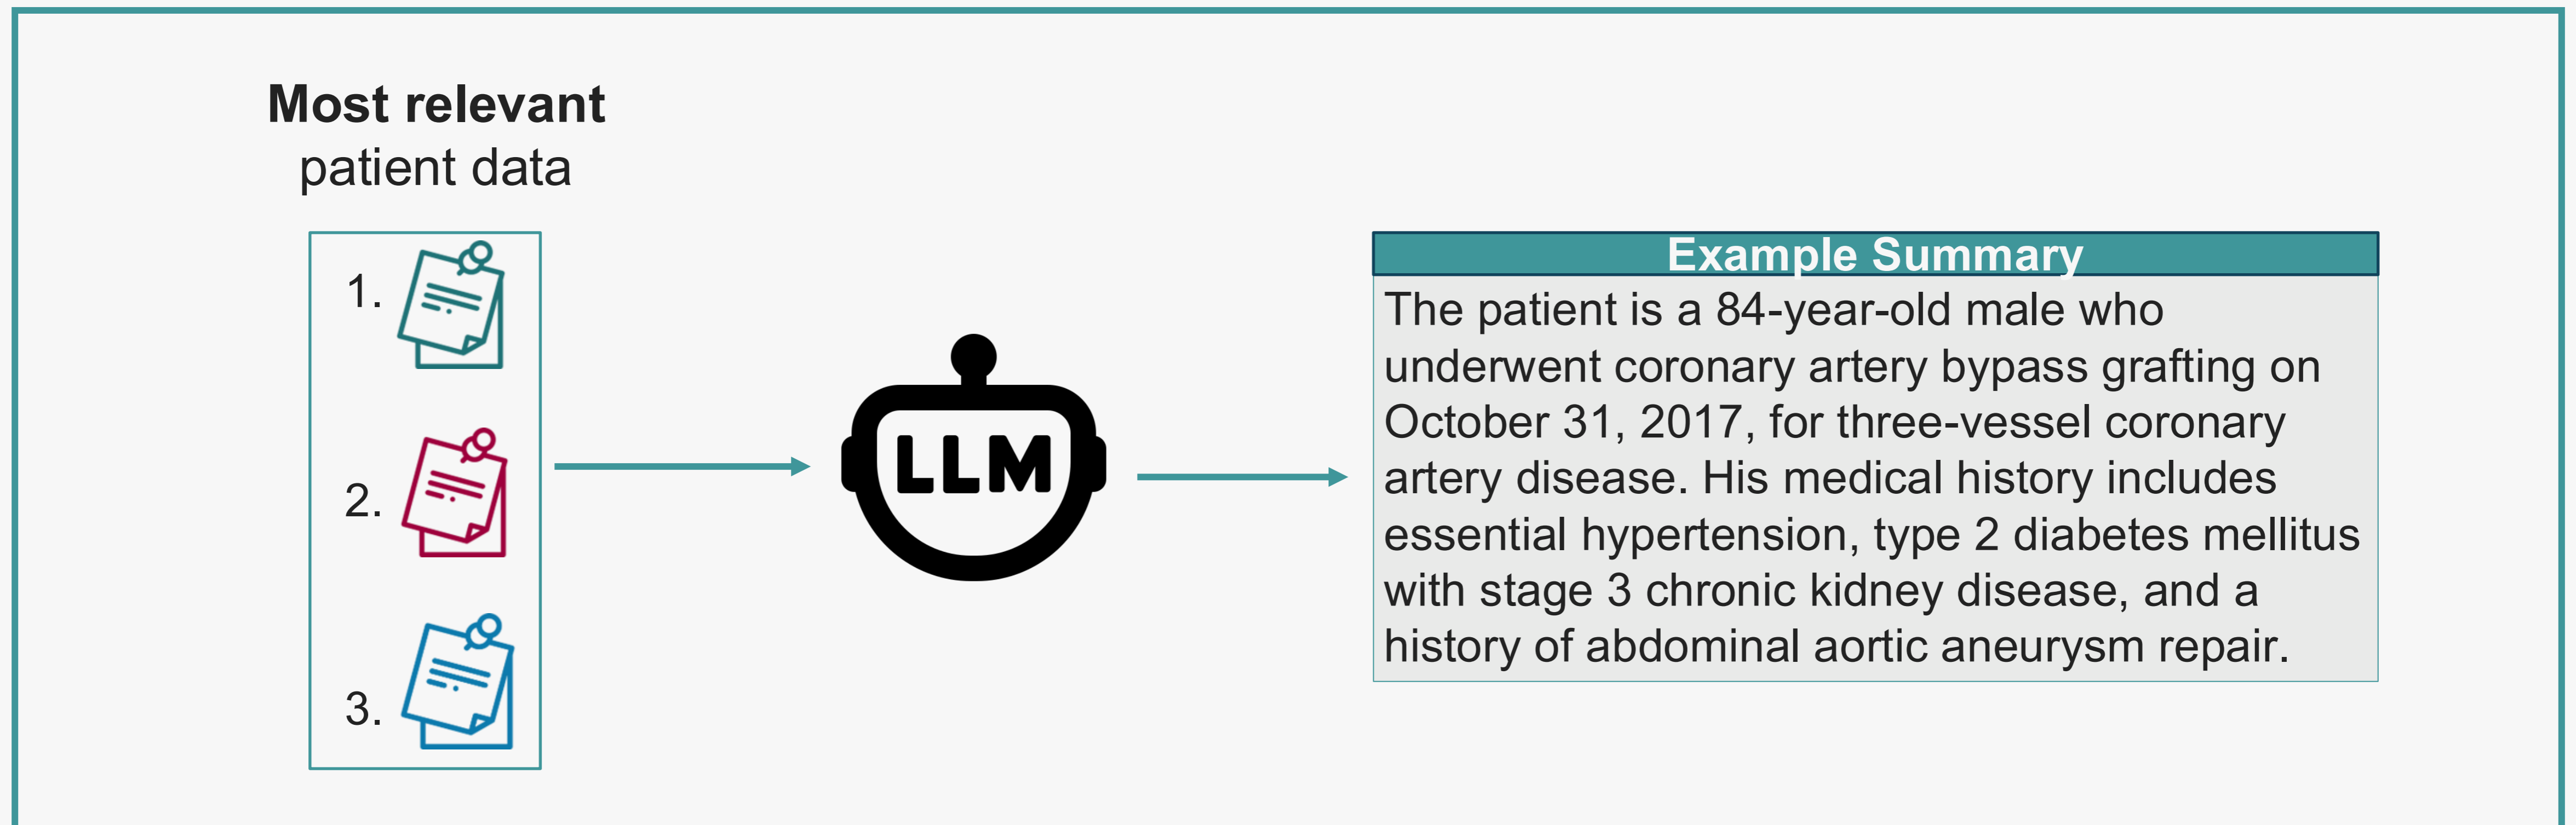 Most relevant
patient data
1.
2.
3.
LLM
Example Summary
The patient is a 84-year-old male who
underwent coronary artery bypass grafting on
October 31, 2017, for three-vessel coronary
artery disease. His medical history includes
essential hypertension, type 2 diabetes mellitus
with stage 3 chronic kidney disease, and a
history of abdominal aortic aneurysm repair.